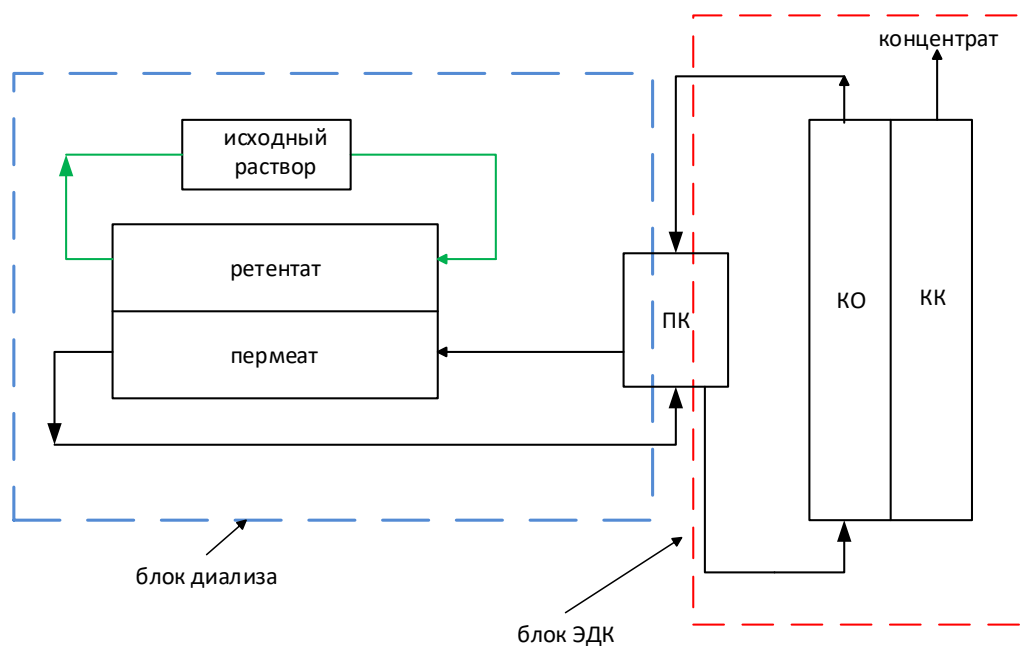 концентрат
исходный
раствор
ретентат
пермеат
ПК
КО
КК
блок диализа
блок ЭДК